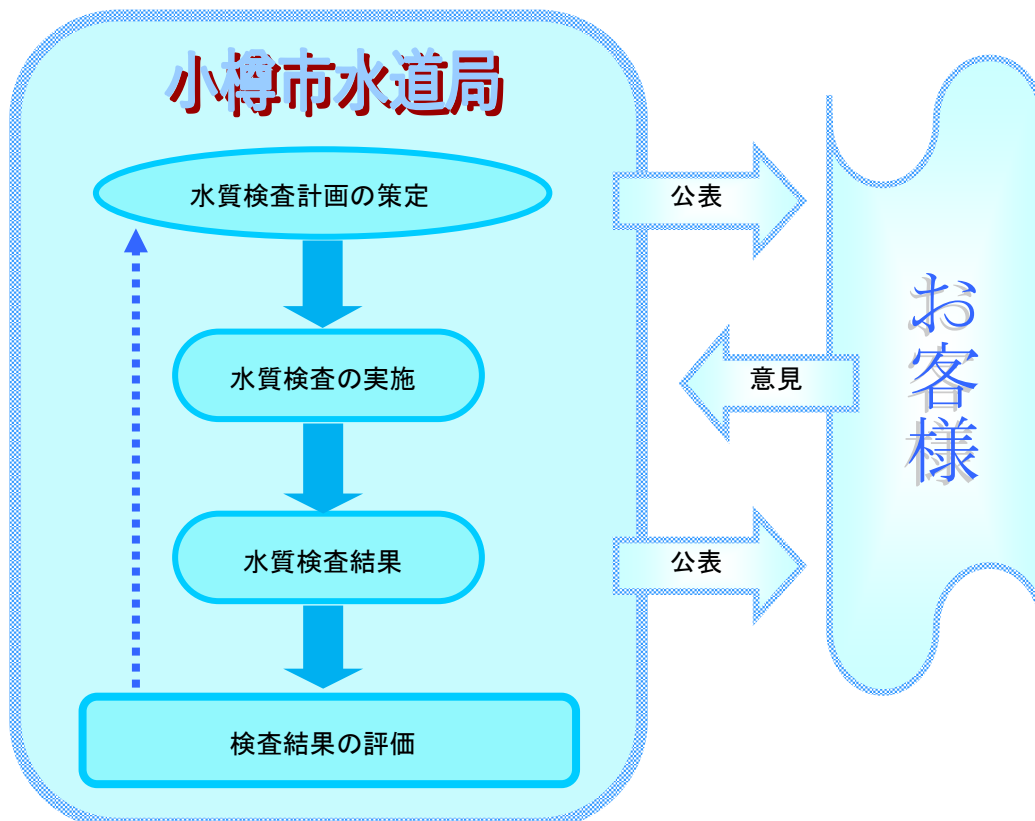 小樽市水道局
水質検査計画の策定
公表
水質検査の実施
意見
水質検査結果
公表
検査結果の評価
お客様